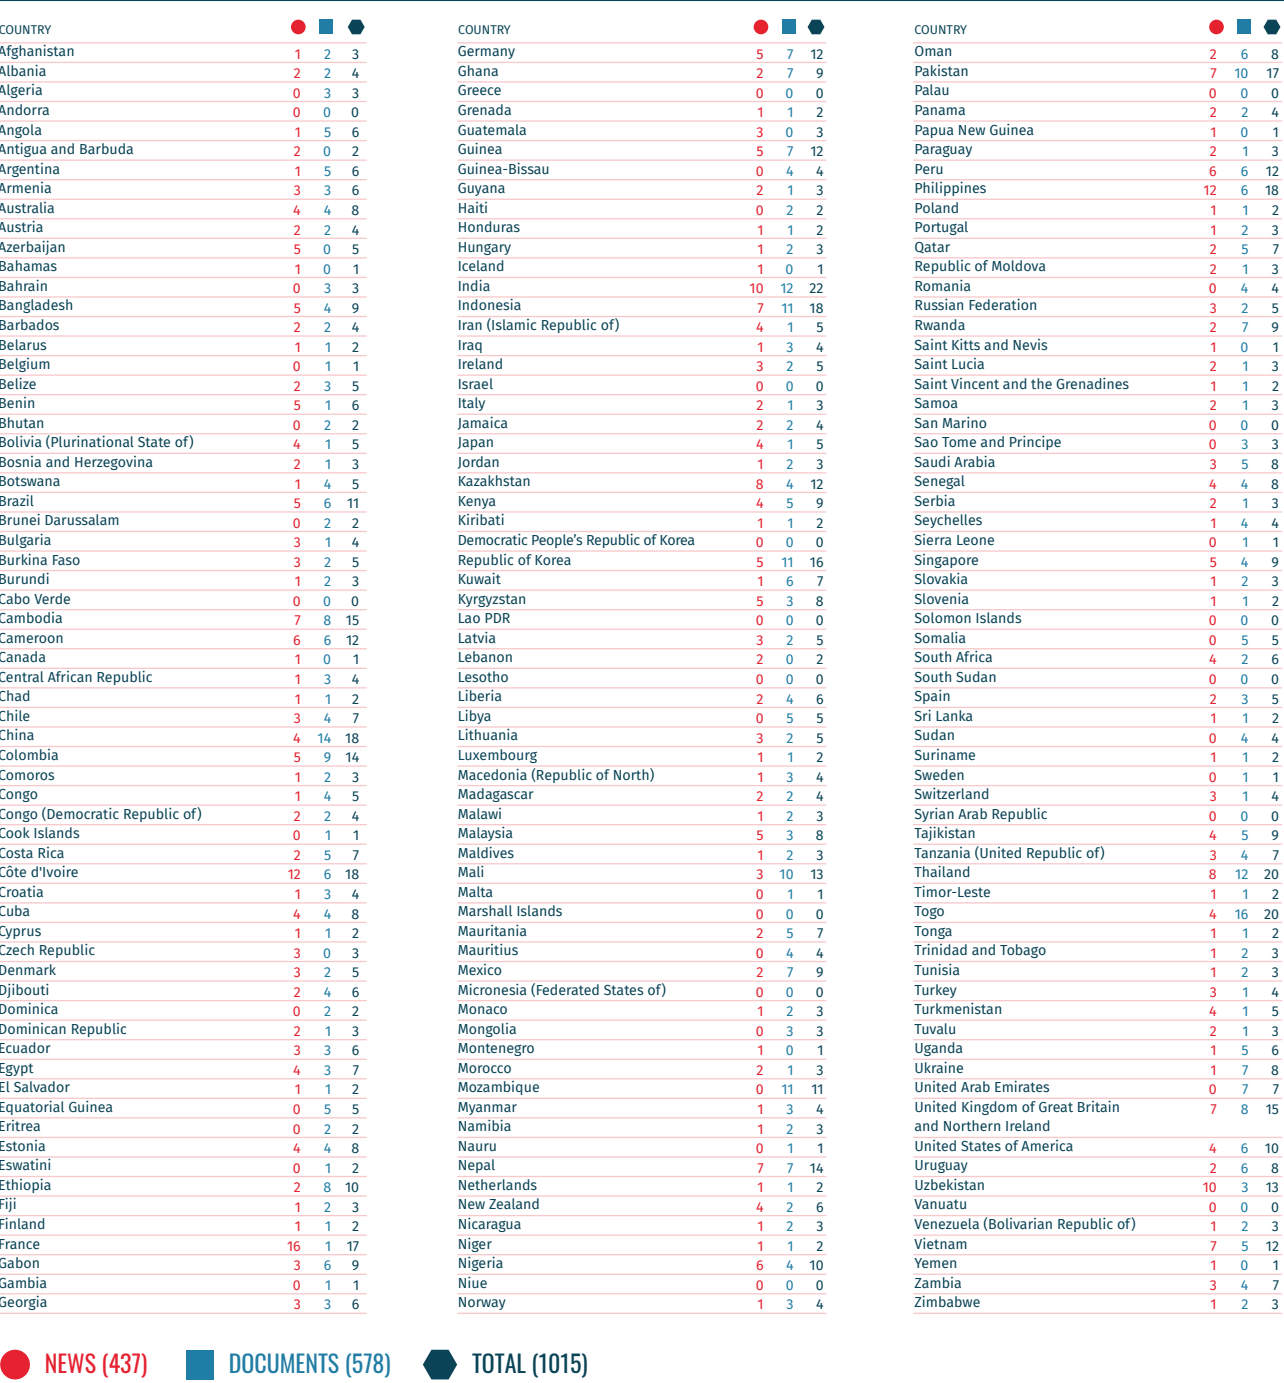 COUNTRY
Afghanistan 1 2 3
Albania 2 2 4
Algeria 0 3 3
Andorra 0 0 0
Angola 1 5 6
Antigua and Barbuda 2 0 2
Argentina 1 5 6
Armenia 3 3 6
Australia 4 4 8
Austria 2 2 4
Azerbaijan 5 0 5
Bahamas 1 0 1
Bahrain 0 3 3
Bangladesh 5 4 9
Barbados 2 2 4
Belarus 1 1 2
Belgium 0 1 1
Belize 2 3 5
Benin 5 1 6
Bhutan 0 2 2
Bolivia (Plurinational State of) 4 1 5
Bosnia and Herzegovina 2 1 3
Botswana 1 4 5
Brazil 5 6 11
Brunei Darussalam 0 2 2
Bulgaria 3 1 4
Burkina Faso 3 2 5
Burundi 1 2 3
Cabo Verde 0 0 0
Cambodia 7 8 15
Cameroon 6 6 12
Canada 1 0 1
Central African Republic 1 3 4
Chad 1 1 2
Chile 3 4 7
China 4 14 18
Colombia 5 9 14
Comoros 1 2 3
Congo 1 4 5
Congo (Democratic Republic of) 2 2 4
Cook Islands 0 1 1
Costa Rica 2 5 7
Côte d'Ivoire 12 6 18
Croatia 1 3 4
Cuba 4 4 8
Cyprus 1 1 2
Czech Republic 3 0 3
Denmark 3 2 5
Djibouti 2 4 6
Dominica 0 2 2
Dominican Republic 2 1 3
Ecuador 3 3 6
Egypt 4 3 7
El Salvador 1 1 2
Equatorial Guinea 0 5 5
Eritrea 0 2 2
Estonia 4 4 8
Eswatini 0 1 2
Ethiopia 2 8 10
Fiji 1 2 3
Finland 1 1 2
France 16 1 17
Gabon 3 6 9
Gambia 0 1 1
Georgia 3 3 6
COUNTRY
Germany 5 7 12
Ghana 2 7 9
Greece 0 0 0
Grenada 1 1 2
Guatemala 3 0 3
Guinea 5 7 12
Guinea-Bissau 0 4 4
Guyana 2 1 3
Haiti 0 2 2
Honduras 1 1 2
Hungary 1 2 3
Iceland 1 0 1
India 10 12 22
Indonesia 7 11 18
Iran (Islamic Republic of) 4 1 5
Iraq 1 3 4
Ireland 3 2 5
Israel 0 0 0
Italy 2 1 3
Jamaica 2 2 4
Japan 4 1 5
Jordan 1 2 3
Kazakhstan 8 4 12
Kenya 4 5 9
Kiribati 1 1 2
Democratic People’s Republic of Korea 0 0 0
Republic of Korea 5 11 16
Kuwait 1 6 7
Kyrgyzstan 5 3 8
Lao PDR 0 0 0
Latvia 3 2 5
Lebanon 2 0 2
Lesotho 0 0 0
Liberia 2 4 6
Libya 0 5 5
Lithuania 3 2 5
Luxembourg 1 1 2
Macedonia (Republic of North) 1 3 4
Madagascar 2 2 4
Malawi 1 2 3
Malaysia 5 3 8
Maldives 1 2 3
Mali 3 10 13
Malta 0 1 1
Marshall Islands 0 0 0
Mauritania 2 5 7
Mauritius 0 4 4
Mexico 2 7 9
Micronesia (Federated States of) 0 0 0
Monaco 1 2 3
Mongolia 0 3 3
Montenegro 1 0 1
Morocco 2 1 3
Mozambique 0 11 11
Myanmar 1 3 4
Namibia 1 2 3
Nauru 0 1 1
Nepal 7 7 14
Netherlands 1 1 2
New Zealand 4 2 6
Nicaragua 1 2 3
Niger 1 1 2
Nigeria 6 4 10
Niue 0 0 0
Norway 1 3 4
COUNTRY
Oman 2 6 8
Pakistan 7 10 17
Palau 0 0 0
Panama 2 2 4
Papua New Guinea 1 0 1
Paraguay 2 1 3
Peru 6 6 12
Philippines 12 6 18
Poland 1 1 2
Portugal 1 2 3
Qatar 2 5 7
Republic of Moldova 2 1 3
Romania 0 4 4
Russian Federation 3 2 5
Rwanda 2 7 9
Saint Kitts and Nevis 1 0 1
Saint Lucia 2 1 3
Saint Vincent and the Grenadines 1 1 2
Samoa 2 1 3
San Marino 0 0 0
Sao Tome and Principe 0 3 3
Saudi Arabia 3 5 8
Senegal 4 4 8
Serbia 2 1 3
Seychelles 1 4 4
Sierra Leone 0 1 1
Singapore 5 4 9
Slovakia 1 2 3
Slovenia 1 1 2
Solomon Islands 0 0 0
Somalia 0 5 5
South Africa 4 2 6
South Sudan 0 0 0
Spain 2 3 5
Sri Lanka 1 1 2
Sudan 0 4 4
Suriname 1 1 2
Sweden 0 1 1
Switzerland 3 1 4
Syrian Arab Republic 0 0 0
Tajikistan 4 5 9
Tanzania (United Republic of) 3 4 7
Thailand 8 12 20
Timor-Leste 1 1 2
Togo 4 16 20
Tonga 1 1 2
Trinidad and Tobago 1 2 3
Tunisia 1 2 3
Turkey 3 1 4
Turkmenistan 4 1 5
Tuvalu 2 1 3
Uganda 1 5 6
Ukraine 1 7 8
United Arab Emirates 0 7 7
United Kingdom of Great Britain 7 8 15
and Northern Ireland
United States of America 4 6 10
Uruguay 2 6 8
Uzbekistan 10 3 13
Vanuatu 0 0 0
Venezuela (Bolivarian Republic of) 1 2 3
Vietnam 7 5 12
Yemen 1 0 1
Zambia 3 4 7
Zimbabwe 1 2 3
NEWS (437) DOCUMENTS (578) TOTAL (1015)